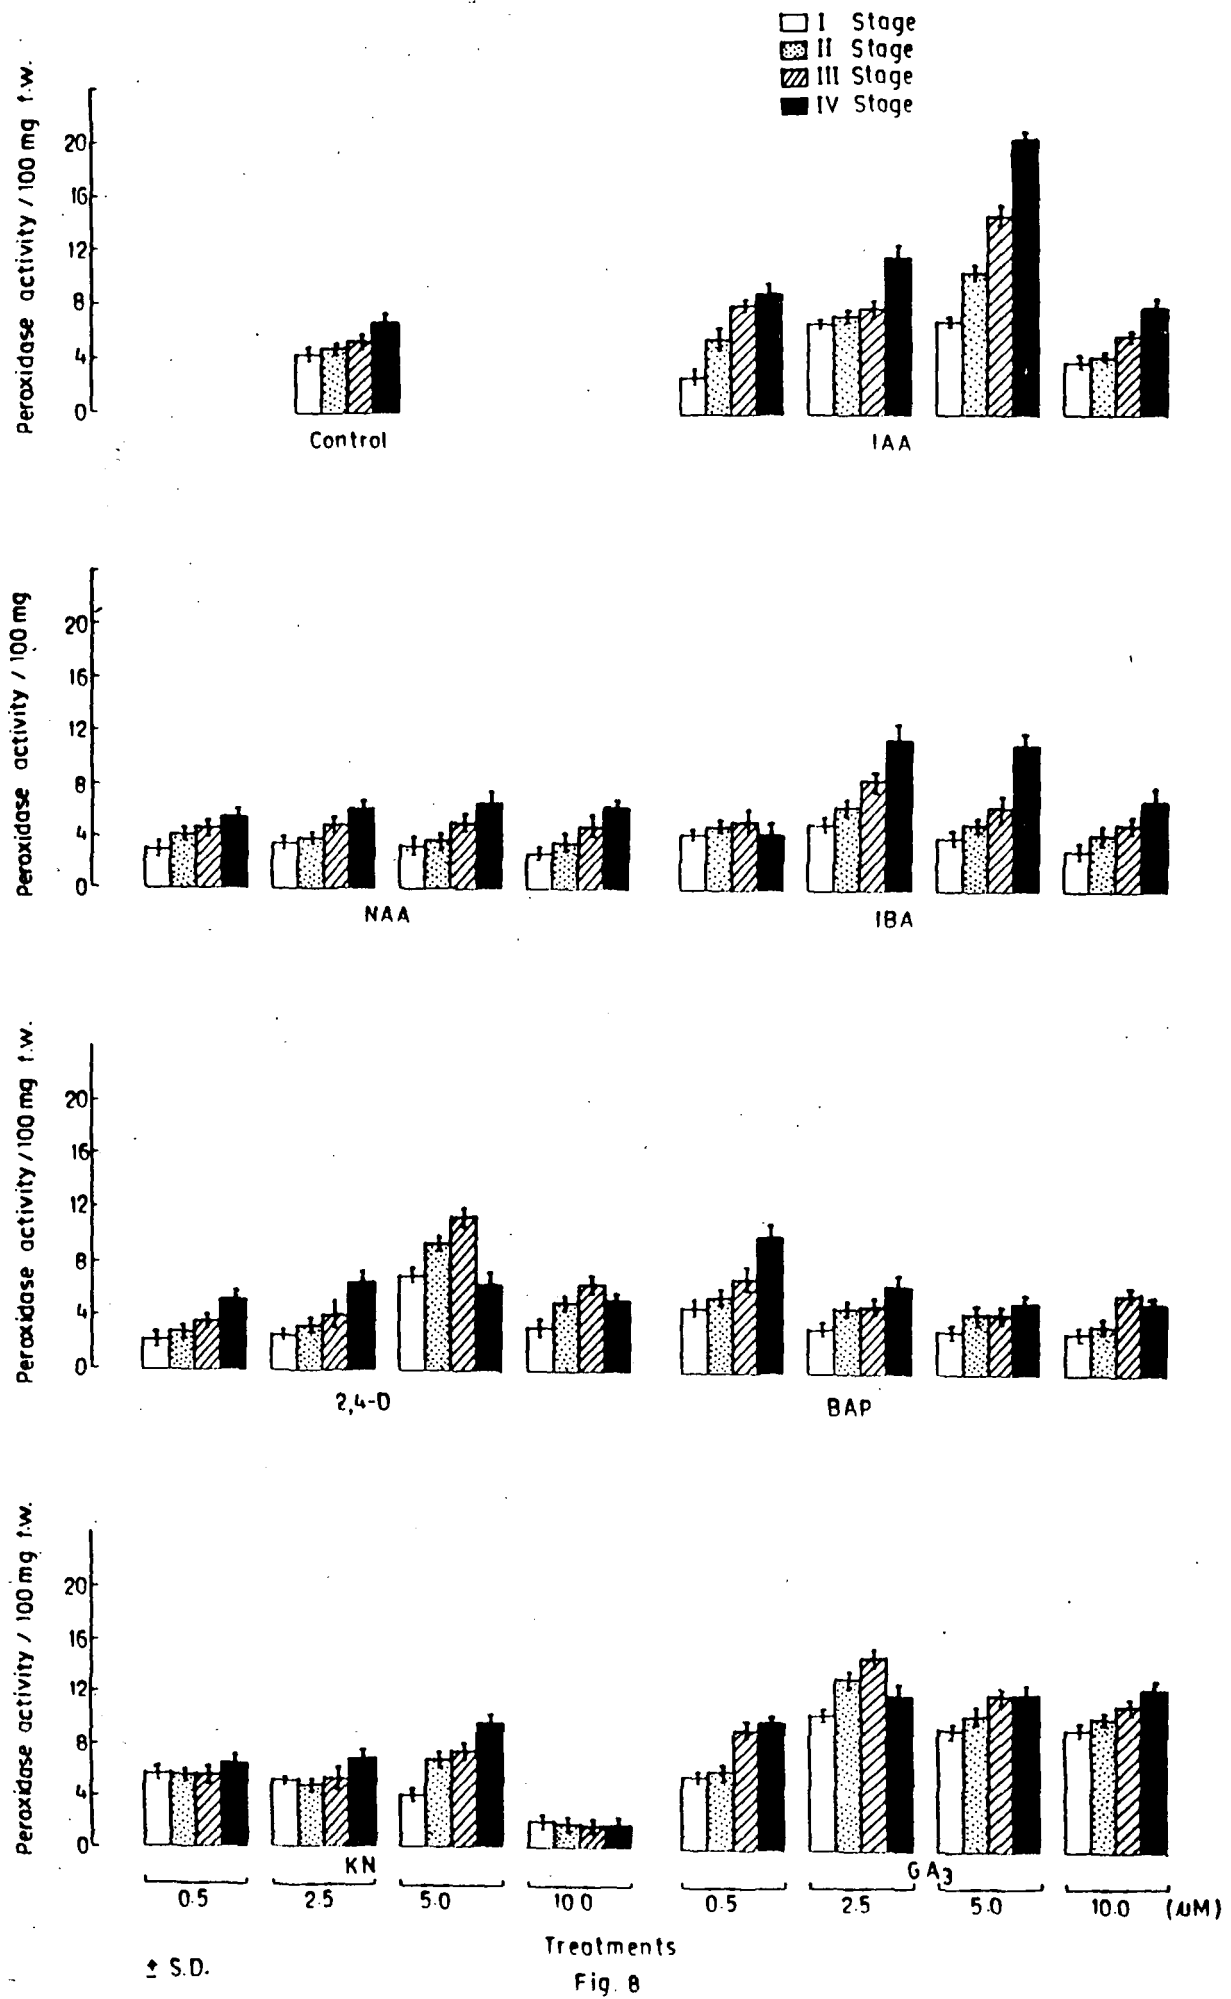 I Stage
II Stage
III Stage
IV Stage
Peroxidase activity / 100 mg f.w.
20
16
12
8
4
0
Control
IAA
Peroxidase activity / 100 mg
20
16
12
8
4
0
NAA
IBA
Peroxidase activity / 100 mg f.w.
20
16
12
8
4
0
2,4-D
BAP
Peroxidase activity / 100 mg f.w.
20
16
12
8
4
0
KN
GA3
0.5 2.5 5.0 10.0 0.5 2.5 5.0 10.0 (µM)
Treatments
± S.D.
Fig. 8